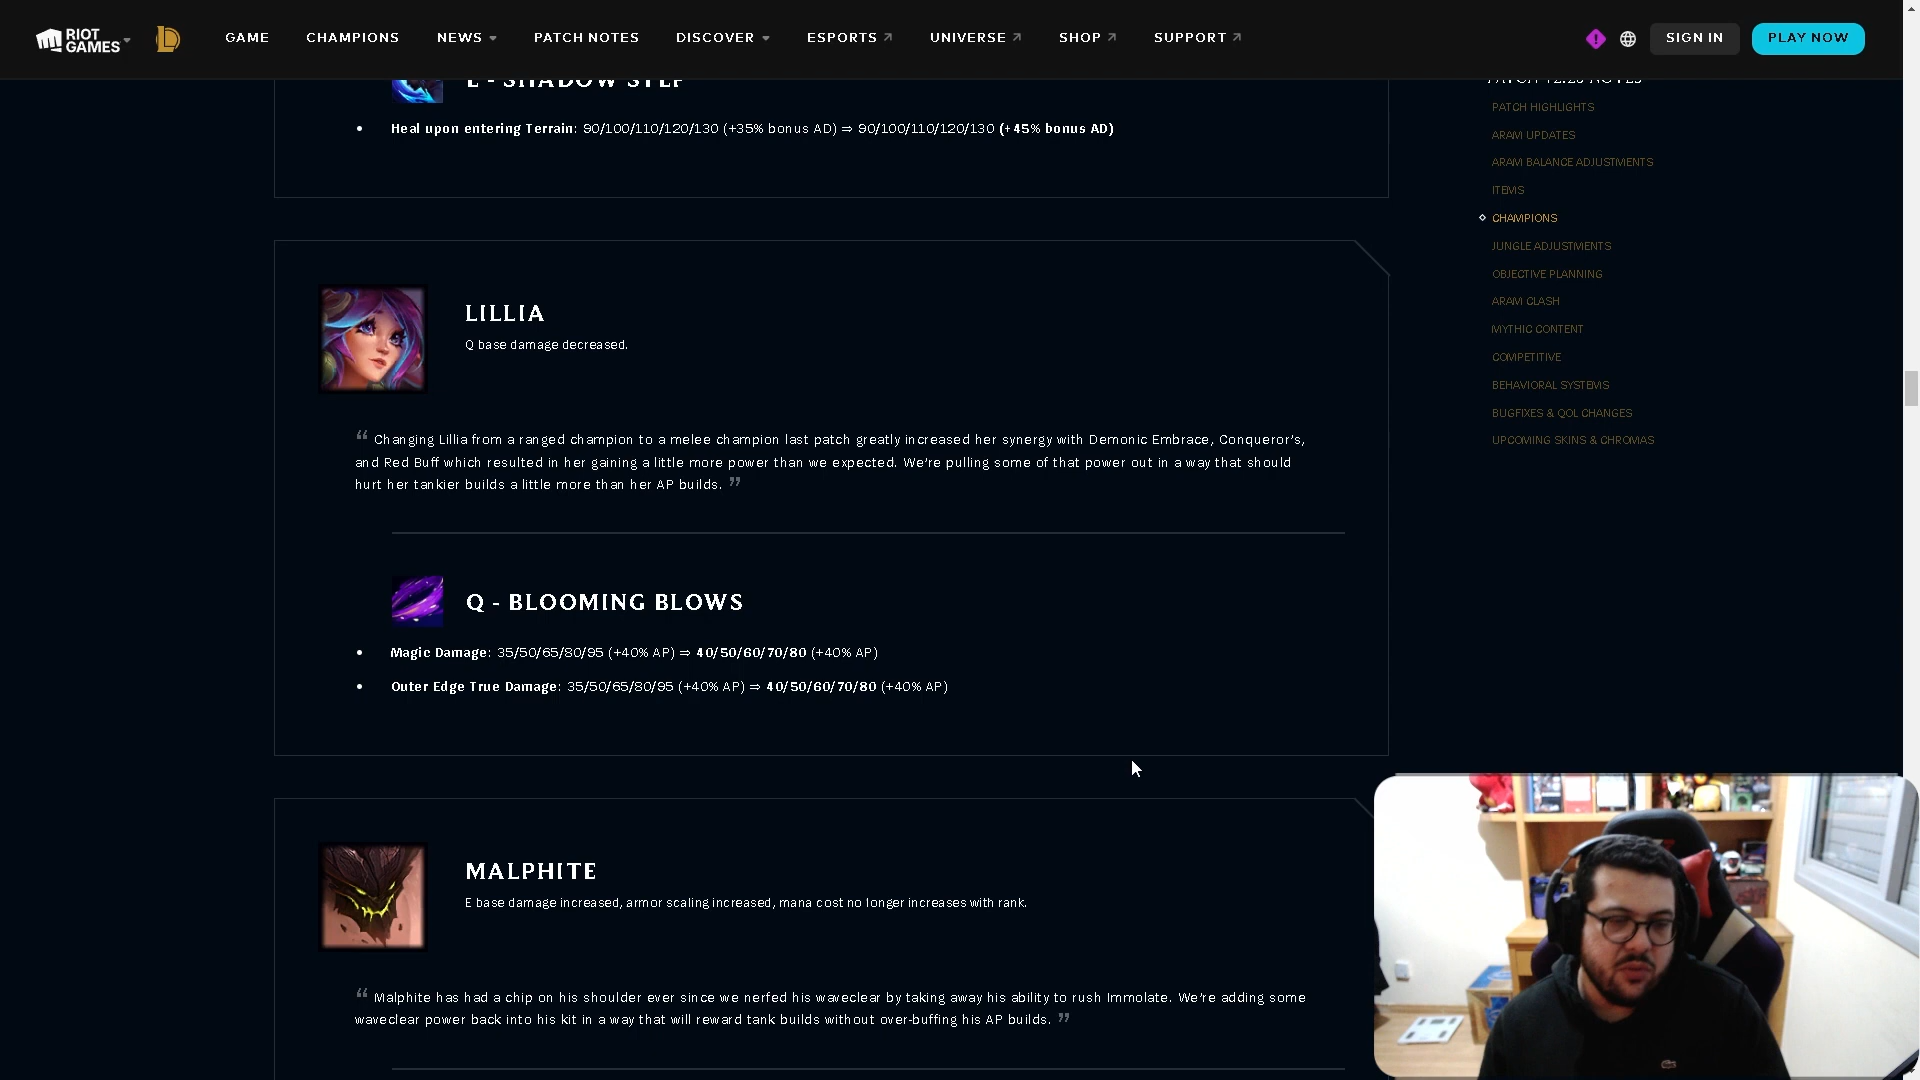 RIOT GAMES
GAME
CHAMPIONS
NEWS
PATCH NOTES
DISCOVER
ESPORTS
UNIVERSE
SHOP
SUPPORT
SIGN IN
PLAY NOW
E - SHADOW STEP
• Heal upon entering Terrain: 90/100/110/120/130 (+35% bonus AD) ⇒ 90/100/110/120/130 (+45% bonus AD)
LILLIA
Q base damage decreased.
“ Changing Lillia from a ranged champion to a melee champion last patch greatly increased her synergy with Demonic Embrace, Conqueror’s,
and Red Buff which resulted in her gaining a little more power than we expected. We’re pulling some of that power out in a way that should
hurt her tankier builds a little more than her AP builds. ”
Q - BLOOMING BLOWS
• Magic Damage: 35/50/65/80/95 (+40% AP) ⇒ 40/50/60/70/80 (+40% AP)
• Outer Edge True Damage: 35/50/65/80/95 (+40% AP) ⇒ 40/50/60/70/80 (+40% AP)
MALPHITE
E base damage increased, armor scaling increased, mana cost no longer increases with rank.
“ Malphite has had a chip on his shoulder ever since we nerfed his waveclear by taking away his ability to rush Immolate. We’re adding some
waveclear power back into his kit in a way that will reward tank builds without over-buffing his AP builds. ”
PATCH 12.23 NOTES
PATCH HIGHLIGHTS
ARAM UPDATES
ARAM BALANCE ADJUSTMENTS
ITEMS
CHAMPIONS
JUNGLE ADJUSTMENTS
OBJECTIVE PLANNING
ARAM CLASH
MYTHIC CONTENT
COMPETITIVE
BEHAVIORAL SYSTEMS
BUGFIXES & QOL CHANGES
UPCOMING SKINS & CHROMAS